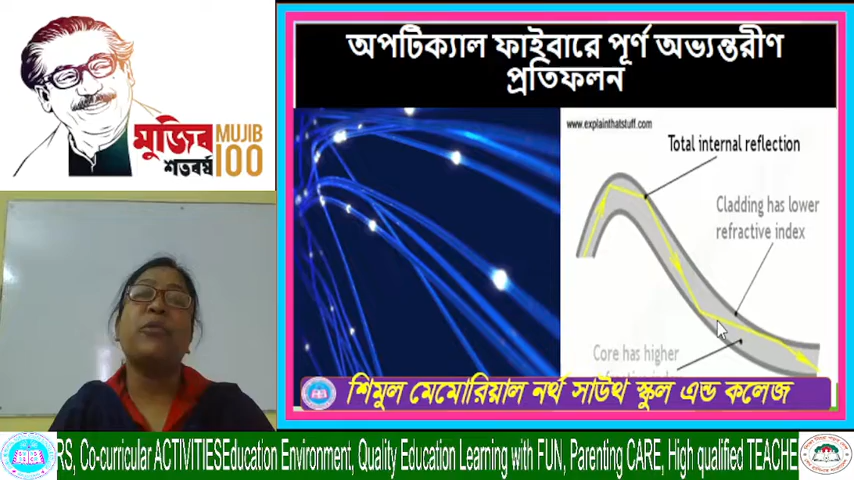 মুজিব
শতবর্ষ
MUJIB
100
অপটিক্যাল ফাইবারে পূর্ণ অভ্যন্তরীণ
প্রতিফলন
www.explainthatstuff.com
Total internal reflection
Cladding has lower
refractive index
Core has higher
শিমুল মেমোরিয়াল নর্থ সাউথ স্কুল এন্ড কলেজ
RS, Co-curricular ACTIVITIESEducation Environment, Quality Education Learning with FUN, Parenting CARE, High qualified TEACHE